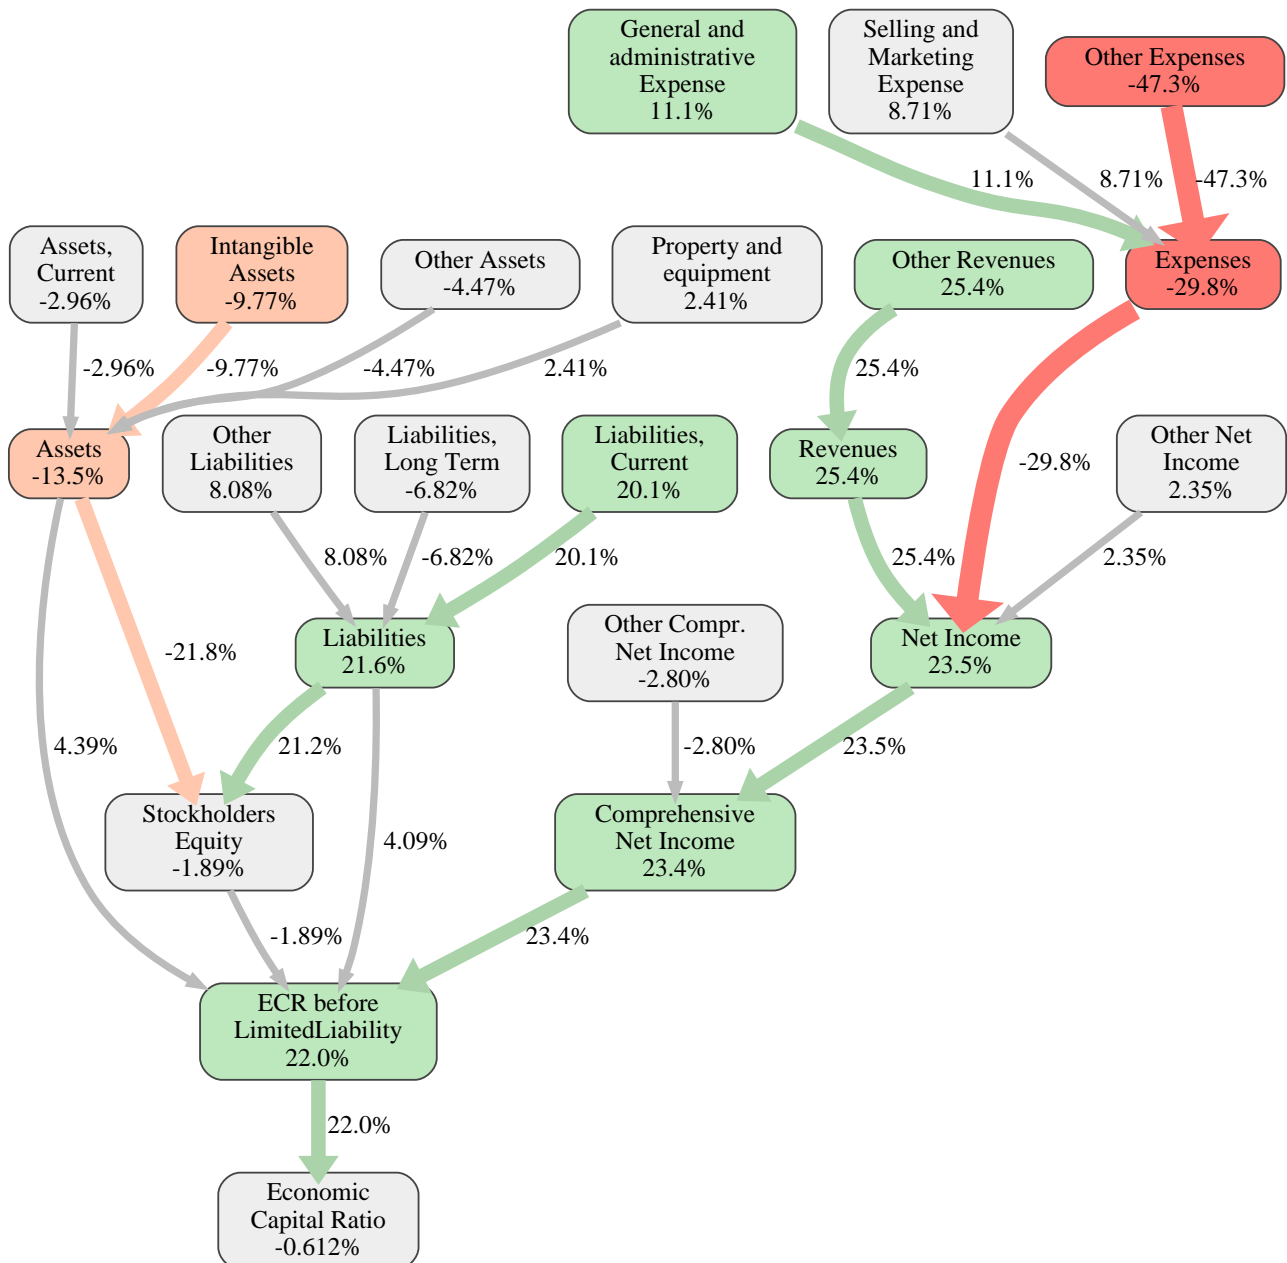 General and
administrative
Expense
11.1%
Selling and
Marketing
Expense
8.71%
Other Expenses
-47.3%
11.1%
8.71%
-47.3%
Assets,
Current
-2.96%
Intangible
Assets
-9.77%
Other Assets
-4.47%
Property and
equipment
2.41%
Other Revenues
25.4%
Expenses
-29.8%
-2.96%
-9.77%
-4.47%
2.41%
25.4%
Assets
-13.5%
Other
Liabilities
8.08%
Liabilities,
Long Term
-6.82%
Liabilities,
Current
20.1%
Revenues
25.4%
-29.8%
Other Net
Income
2.35%
8.08%
-6.82%
20.1%
25.4%
2.35%
-21.8%
Liabilities
21.6%
Other Compr.
Net Income
-2.80%
Net Income
23.5%
4.39%
21.2%
-2.80%
23.5%
Stockholders
Equity
-1.89%
4.09%
Comprehensive
Net Income
23.4%
-1.89%
23.4%
ECR before
LimitedLiability
22.0%
22.0%
Economic
Capital Ratio
-0.612%